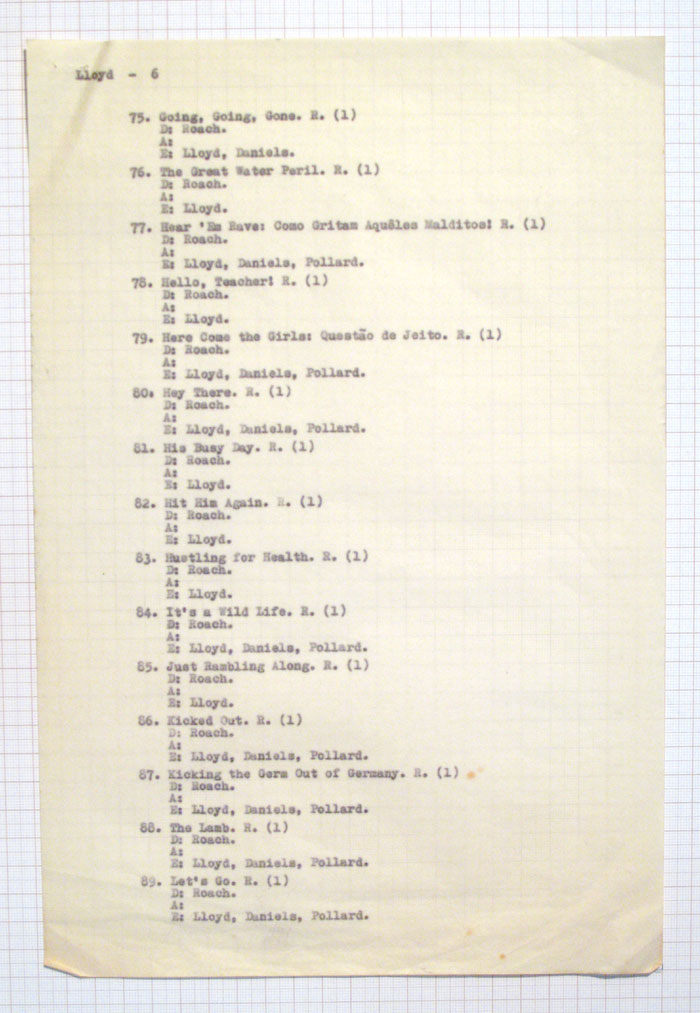 Lloyd - 6
75. Going, Going, Gone. R. (1)
D: Roach.
A:
E: Lloyd, Daniels.
76. The Great Water Peril. R. (1)
D: Roach.
A:
E: Lloyd.
77. Hear 'Em Rave: Como Gritam Aquêles Malditos! R. (1)
D: Roach.
A:
E: Lloyd, Daniels, Pollard.
78. Hello, Teacher! R. (1)
D: Roach.
A:
E: Lloyd.
79. Here Come the Girls: Questão de Jeito. R. (1)
D: Roach.
A:
E: Lloyd, Daniels, Pollard.
80. Hey There. R. (1)
D: Roach.
A:
E: Lloyd, Daniels, Pollard.
81. His Busy Day. R. (1)
D: Roach.
A:
E: Lloyd.
82. Hit Him Again. R. (1)
D: Roach.
A:
E: Lloyd.
83. Hustling for Health. R. (1)
D: Roach.
A:
E: Lloyd.
84. It's a Wild Life. R. (1)
D: Roach.
A:
E: Lloyd, Daniels, Pollard.
85. Just Rambling Along. R. (1)
D: Roach.
A:
E: Lloyd.
86. Kicked Out. R. (1)
D: Roach.
A:
E: Lloyd, Daniels, Pollard.
87. Kicking the Germ Out of Germany. R. (1)
D: Roach.
A:
E: Lloyd, Daniels, Pollard.
88. The Lamb. R. (1)
D: Roach.
A:
E: Lloyd, Daniels, Pollard.
89. Let's Go. R. (1)
D: Roach.
A:
E: Lloyd, Daniels, Pollard.